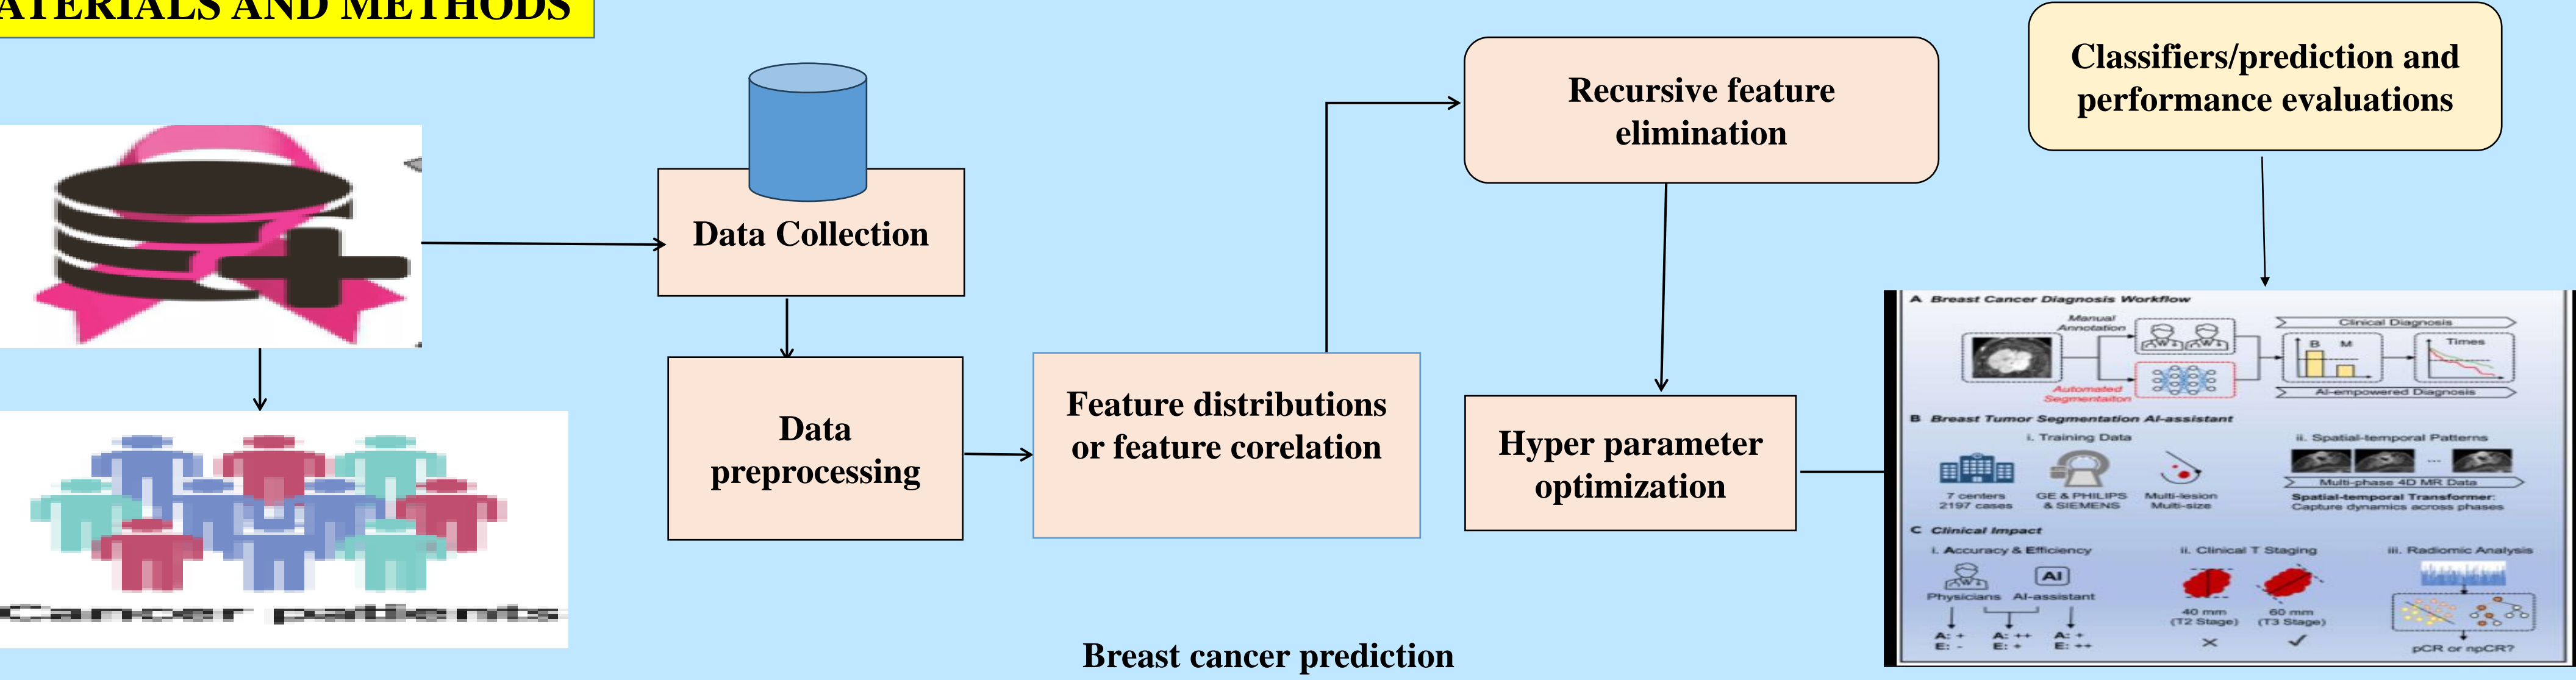 ATERIALS AND METHODS
Data Collection
Data
preprocessing
Feature distributions
or feature corelation
Recursive feature
elimination
Hyper parameter
optimization
Classifiers/prediction and
performance evaluations
Cancer patients
Breast cancer prediction
A Breast Cancer Diagnosis Workflow
Manual
Annotation
Automated
Segmentaiton
Clinical Diagnosis
B M
Times
AI-empowered Diagnosis
B Breast Tumor Segmentation AI-assistant
i. Training Data
7 centers
2197 cases
GE & PHILIPS
& SIEMENS
Multi-lesion
Multi-size
ii. Spatial-temporal Patterns
...
Multi-phase 4D MR Data
Spatial-temporal Transformer:
Capture dynamics across phases
C Clinical Impact
i. Accuracy & Efficiency
AI
Physicians AI-assistant
A: + A: ++ A: +
E: - E: + E: ++
ii. Clinical T Staging
40 mm
(T2 Stage)
60 mm
(T3 Stage)
iii. Radiomic Analysis
pCR or npCR?